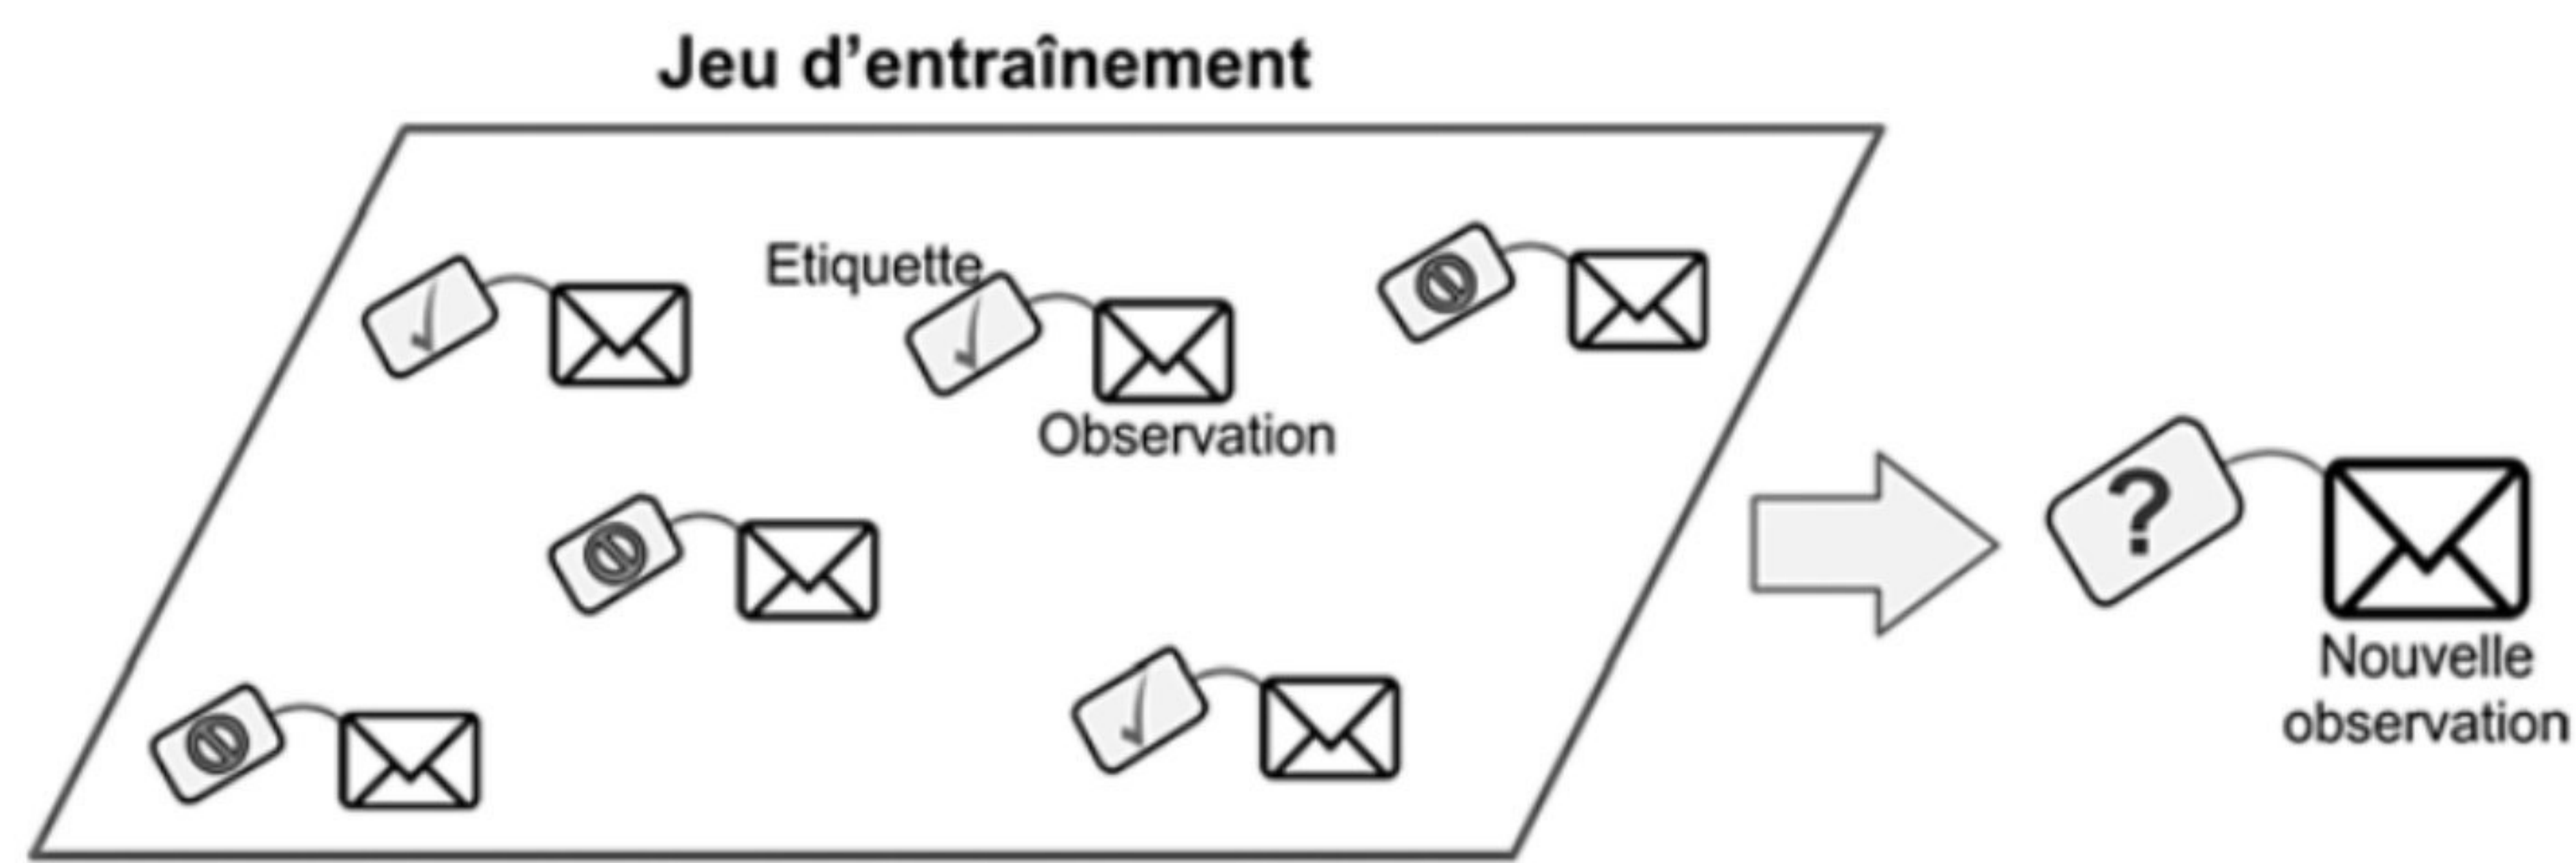 Jeu d'entraînement
Etiquette
Observation
?
Nouvelle
observation